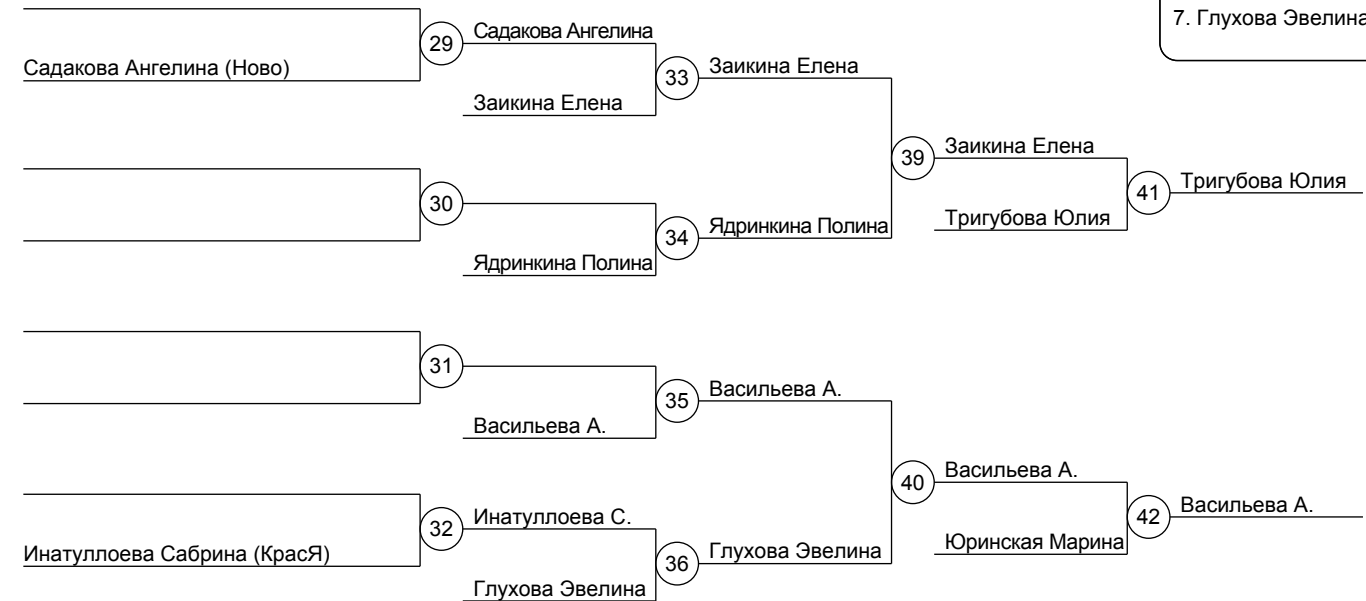 7. Глухова Эвелина
29
Садакова Ангелина
Садакова Ангелина (Ново)
33
Заикина Елена
Заикина Елена
39
Заикина Елена
30
41
Тригубова Юлия
34
Ядринкина Полина
Тригубова Юлия
Ядринкина Полина
31
35
Васильева А.
Васильева А.
40
Васильева А.
32
Инатуллоева С.
42
Васильева А.
Инатуллоева Сабрина (КрасЯ)
36
Глухова Эвелина
Юринская Марина
Глухова Эвелина